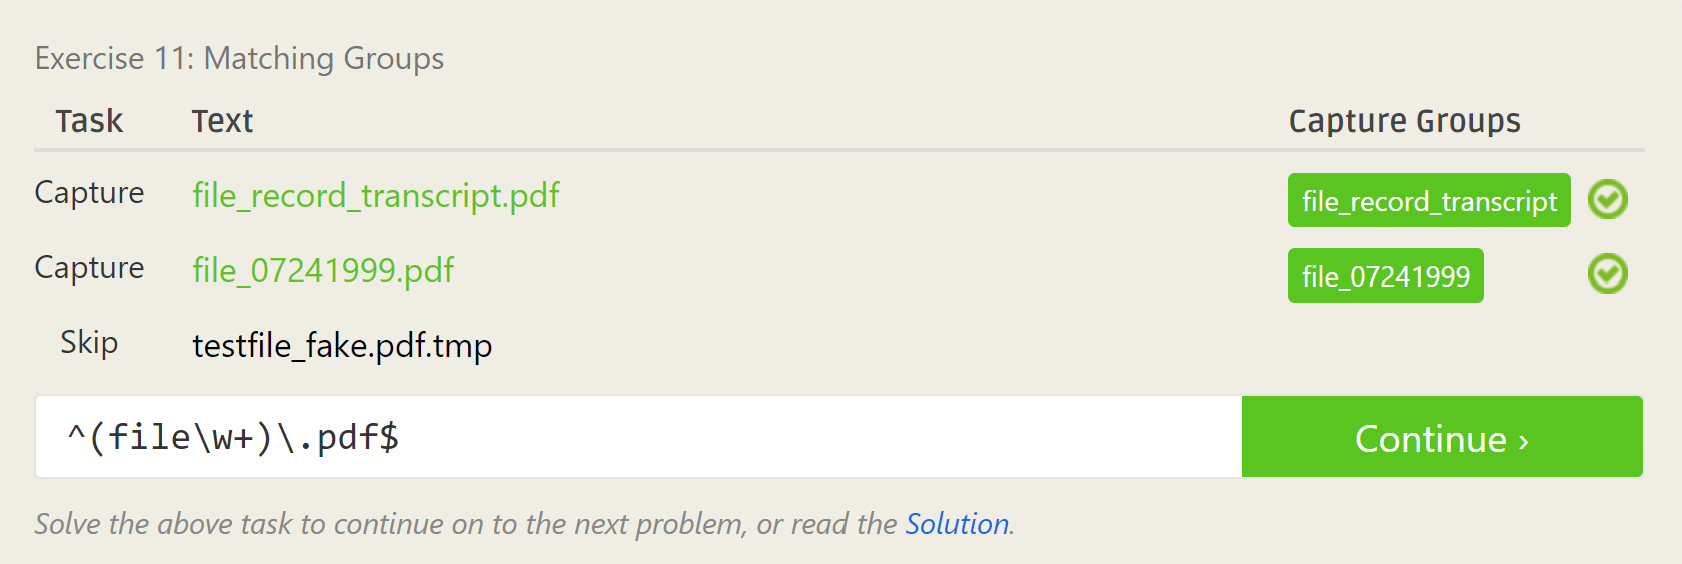 Exercise 11: Matching Groups
Task Text Capture Groups
Capture file_record_transcript.pdf file_record_transcript
Capture file_07241999.pdf file_07241999
Skip testfile_fake.pdf.tmp
^(file\w+)\.pdf$ Continue ›
Solve the above task to continue on to the next problem, or read the Solution.